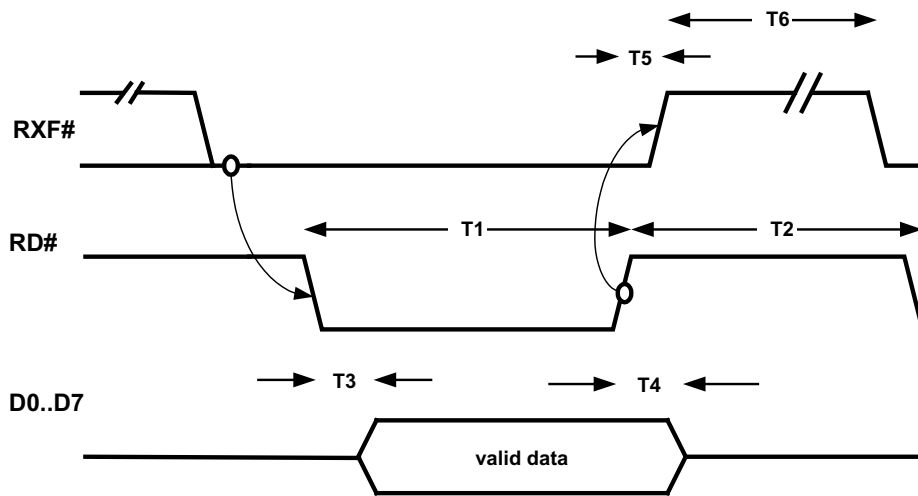 T6
T5
RXF#
T1
T2
RD#
T3
T4
D0..D7
valid data